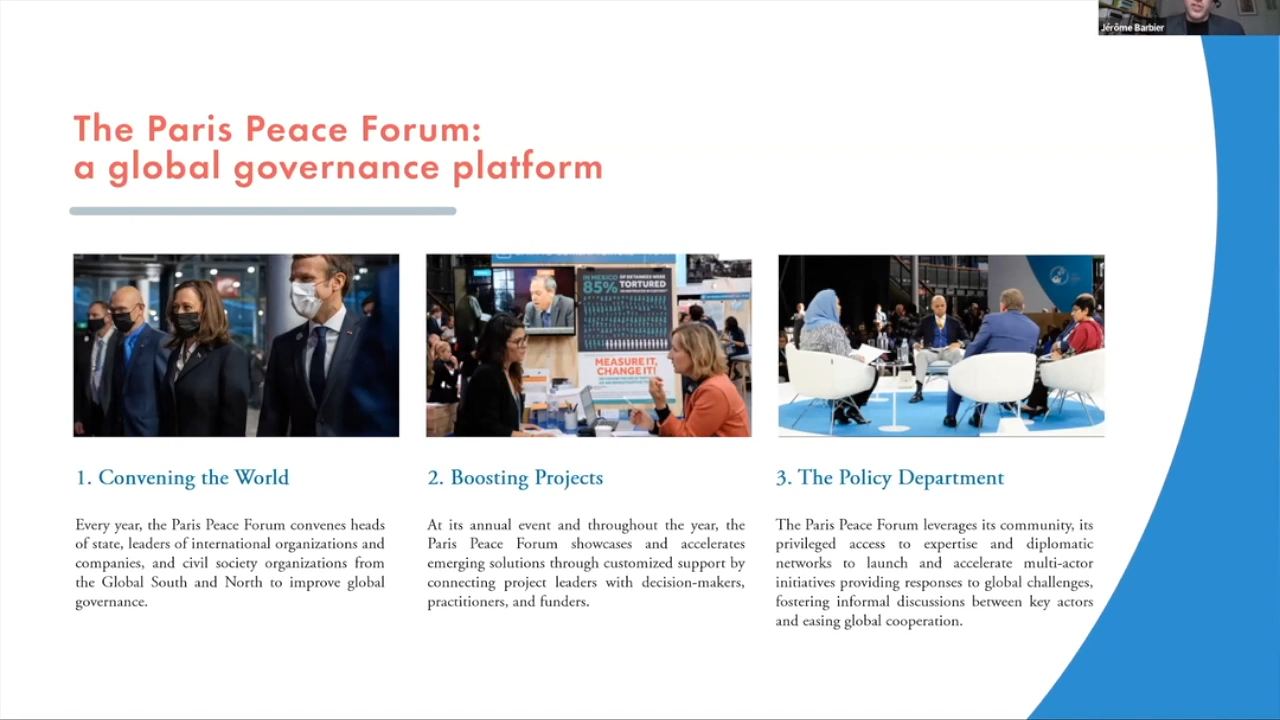 Jérôme Barbier
The Paris Peace Forum:
a global governance platform
IN MEXICO
85%
OF DETAINEES WERE
TORTURED
MEASURE IT,
CHANGE IT!
1. Convening the World
Every year, the Paris Peace Forum convenes heads
of state, leaders of international organizations and
companies, and civil society organizations from
the Global South and North to improve global
governance.
2. Boosting Projects
At its annual event and throughout the year, the
Paris Peace Forum showcases and accelerates
emerging solutions through customized support by
connecting project leaders with decision-makers,
practitioners, and funders.
3. The Policy Department
The Paris Peace Forum leverages its community, its
privileged access to expertise and diplomatic
networks to launch and accelerate multi-actor
initiatives providing responses to global challenges,
fostering informal discussions between key actors
and easing global cooperation.